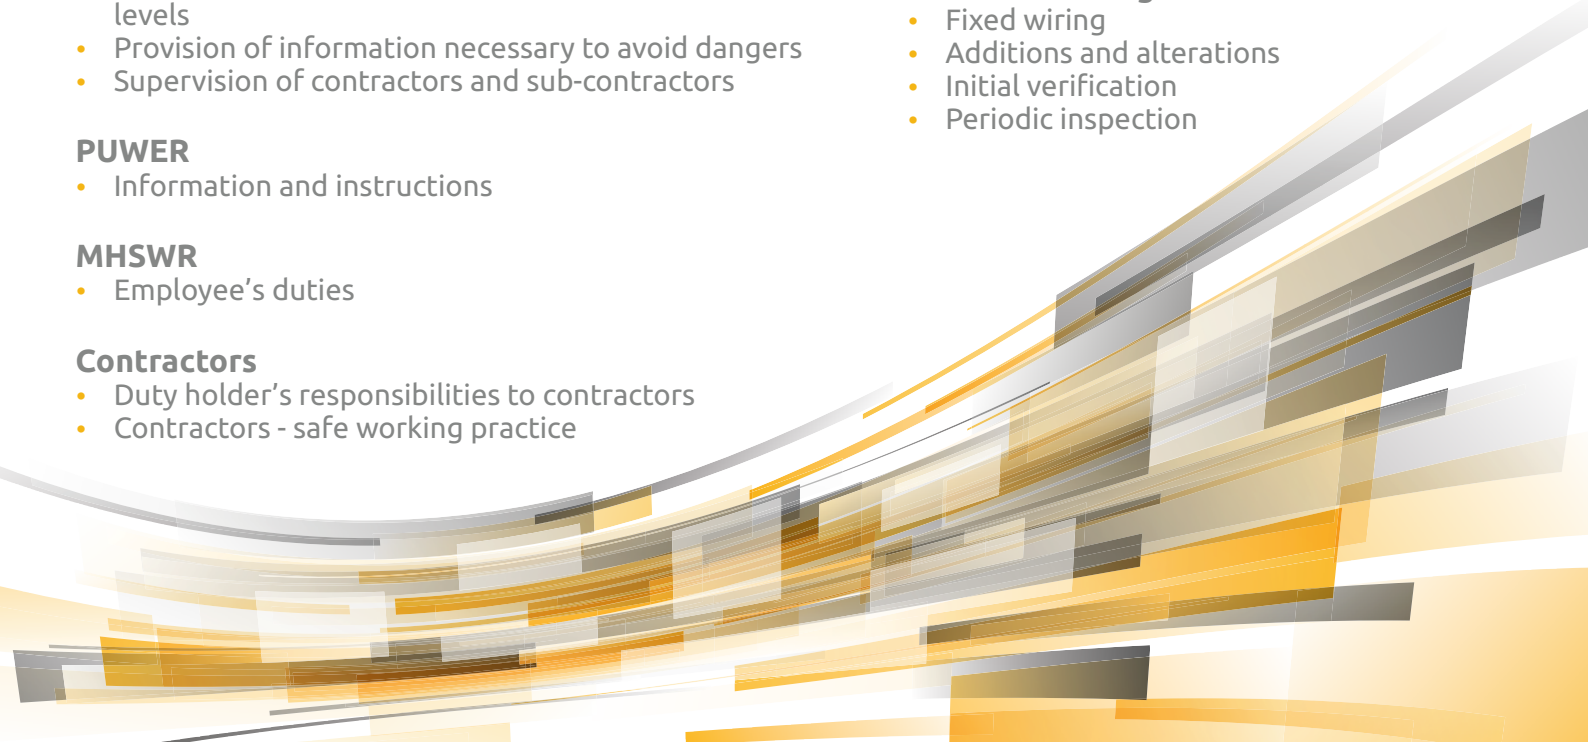 levels
• Provision of information necessary to avoid dangers
• Supervision of contractors and sub-contractors
PUWER
• Information and instructions
MHSWR
• Employee’s duties
Contractors
• Duty holder’s responsibilities to contractors
• Contractors - safe working practice
• Fixed wiring
• Additions and alterations
• Initial verification
• Periodic inspection